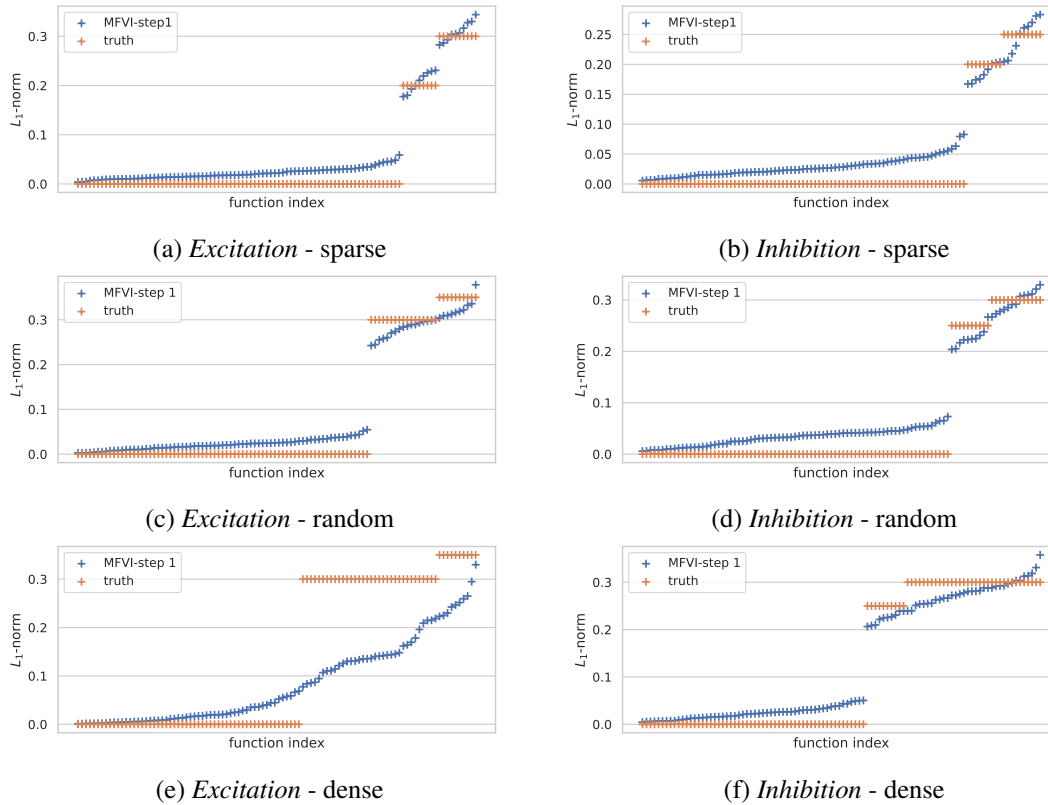 MFVI-step1
truth
0.3
0.2
0.1
0.0
L₁-norm
function index
(a) Excitation - sparse
MFVI-step1
truth
0.25
0.20
0.15
0.10
0.05
0.00
L₁-norm
function index
(b) Inhibition - sparse
MFVI-step 1
truth
0.3
0.2
0.1
0.0
L₁-norm
function index
(c) Excitation - random
MFVI-step 1
truth
0.3
0.2
0.1
0.0
L₁-norm
function index
(d) Inhibition - random
MFVI-step 1
truth
0.3
0.2
0.1
0.0
L₁-norm
function index
(e) Excitation - dense
MFVI-step 1
truth
0.3
0.2
0.1
0.0
L₁-norm
function index
(f) Inhibition - dense